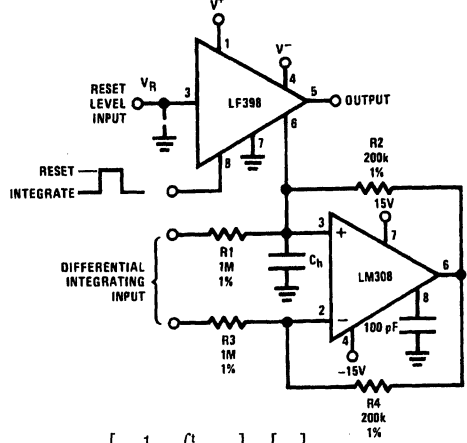 V+
1
V−
4
RESET
LEVEL
INPUT
VR
3
LF398
5
OUTPUT
6
7
8
RESET
INTEGRATE
R2
200k
1%
15V
7
3
+
R1
1M
1%
Ch
LM308
6
DIFFERENTIAL
INTEGRATING
INPUT
8
2
−
100 pF
4
−15V
R3
1M
1%
R4
200k
1%